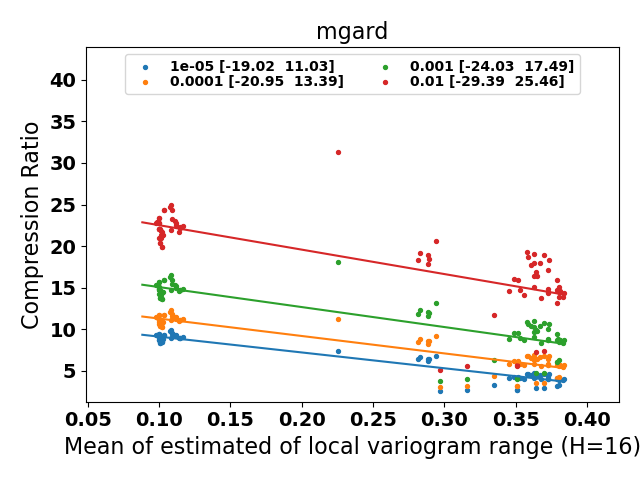 mgard
1e-05 [-19.02  11.03]
0.0001 [-20.95  13.39]
0.001 [-24.03  17.49]
0.01 [-29.39  25.46]
Compression Ratio
40
35
30
25
20
15
10
5
0.05 0.10 0.15 0.20 0.25 0.30 0.35 0.40
Mean of estimated of local variogram range (H=16)